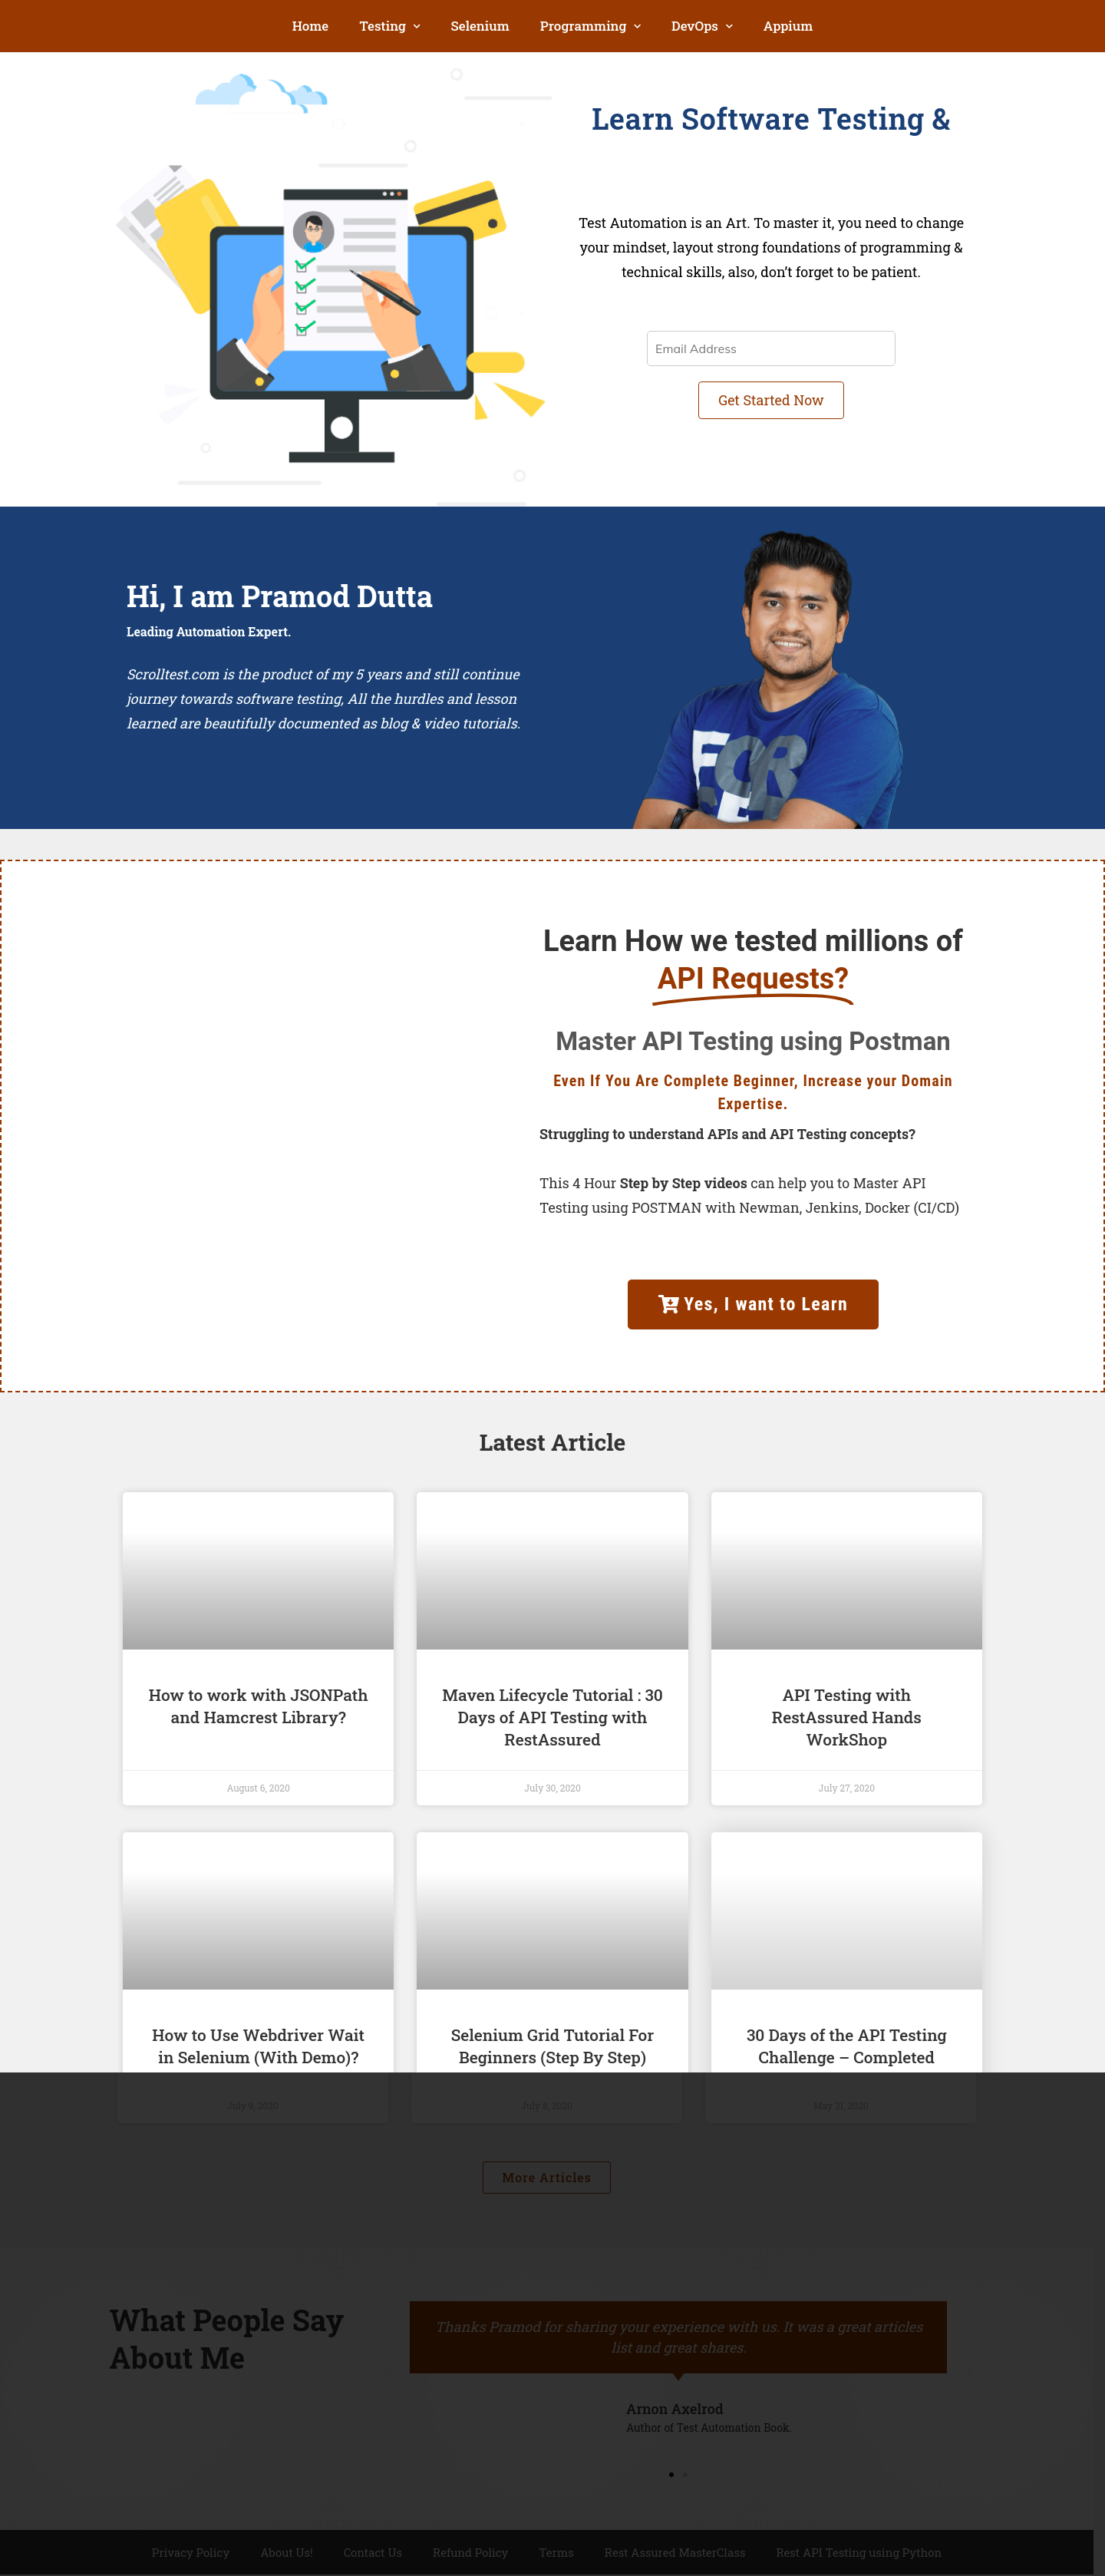 Home
Testing
Selenium
Programming
DevOps
Appium
Learn Software Testing &
Test Automation is an Art. To master it, you need to change
your mindset, layout strong foundations of programming &
technical skills, also, don’t forget to be patient.
Email Address
Get Started Now
Hi, I am Pramod Dutta
Leading Automation Expert.
Scrolltest.com is the product of my 5 years and still continue
journey towards software testing, All the hurdles and lesson
learned are beautifully documented as blog & video tutorials.
Learn How we tested millions of
API Requests?
Master API Testing using Postman
Even If You Are Complete Beginner, Increase your Domain
Expertise.
Struggling to understand APIs and API Testing concepts?
This 4 Hour Step by Step videos can help you to Master API
Testing using POSTMAN with Newman, Jenkins, Docker (CI/CD)
Yes, I want to Learn
Latest Article
How to work with JSONPath
and Hamcrest Library?
August 6, 2020
Maven Lifecycle Tutorial : 30
Days of API Testing with
RestAssured
July 30, 2020
API Testing with
RestAssured Hands
WorkShop
July 27, 2020
How to Use Webdriver Wait
in Selenium (With Demo)?
July 9, 2020
Selenium Grid Tutorial For
Beginners (Step By Step)
July 8, 2020
30 Days of the API Testing
Challenge – Completed
May 31, 2020
More Articles
What People Say
About Me
Thanks Pramod for sharing your experience with us. It was a great articles
list and great shares.
Arnon Axelrod
Author of Test Automation Book.
Privacy Policy
About Us!
Contact Us
Refund Policy
Terms
Rest Assured MasterClass
Rest API Testing using Python